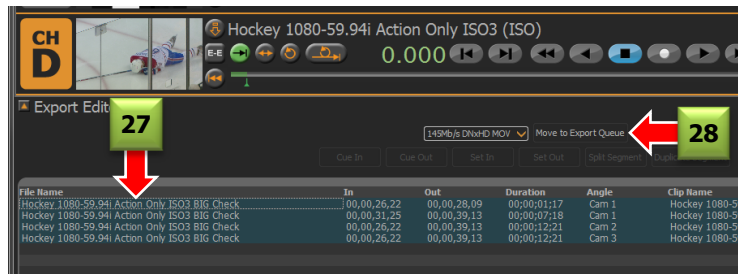 CH
D
Hockey 1080-59.94i Action Only ISO3 (ISO)
E-E
0.000
Export Edit
27
145Mb/s DNxHD MOV
Move to Export Queue
28
Cue In Cue Out Set In Set Out Split Segment
File Name In Out Duration Angle Clip Name
Hockey 1080-59.94i Action Only ISO3 BIG Check 00,00,26,22 00,00,28,09 00;00;01;17 Cam 1 Hockey 1080-5
Hockey 1080-59.94i Action Only ISO3 BIG Check 00,00,31,25 00,00,39,13 00;00;07;18 Cam 1 Hockey 1080-5
Hockey 1080-59.94i Action Only ISO3 BIG Check 00,00,26,22 00,00,39,13 00;00;12;21 Cam 2 Hockey 1080-5
Hockey 1080-59.94i Action Only ISO3 BIG Check 00,00,26,22 00,00,39,13 00;00;12;21 Cam 3 Hockey 1080-5